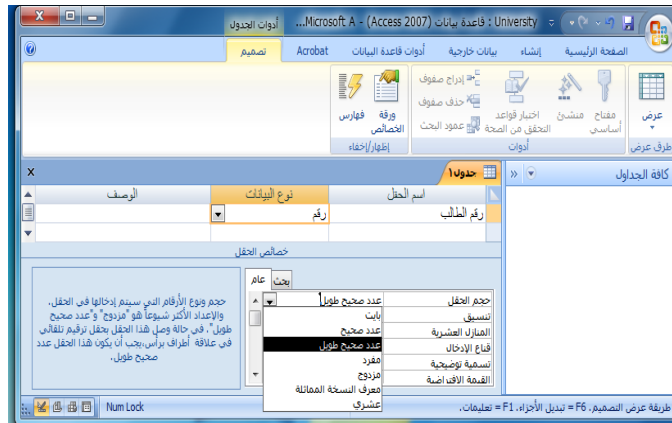 University : قاعدة بيانات (Access 2007) - Microsoft A...
أدوات الجدول
الصفحة الرئيسية
إنشاء
بيانات خارجية
أدوات قاعدة البيانات
Acrobat
تصميم
عرض
مفتاح أساسي
منشئ
اختبار قواعد التحقق من الصحة
إدراج صفوف
حذف صفوف
عمود البحث
ورقة الخصائص
فهارس
طرق عرض
أدوات
إظهار/إخفاء
كافة الجداول
جدول١
اسم الحقل
نوع البيانات
الوصف
رقم الطالب
رقم
خصائص الحقل
عام
بحث
حجم الحقل
عدد صحيح طويل
تنسيق
المنازل العشرية
قناع الإدخال
تسمية توضيحية
القيمة الافتراضية
بايت
عدد صحيح
عدد صحيح طويل
مفرد
مزدوج
معرف النسخة المماثلة
عشري
حجم ونوع الأرقام التي سيتم إدخالها في الحقل.
والإعداد الأكثر شيوعاً هو "مزدوج" و"عدد صحيح
طويل". في حالة وصل هذا الحقل بحقل ترقيم تلقائي
في علاقة أطراف برأس،يجب أن يكون هذا الحقل عدد
صحيح طويل.
طريقة عرض التصميم. F6 = تبديل الأجزاء. F1 = تعليمات.
Num Lock